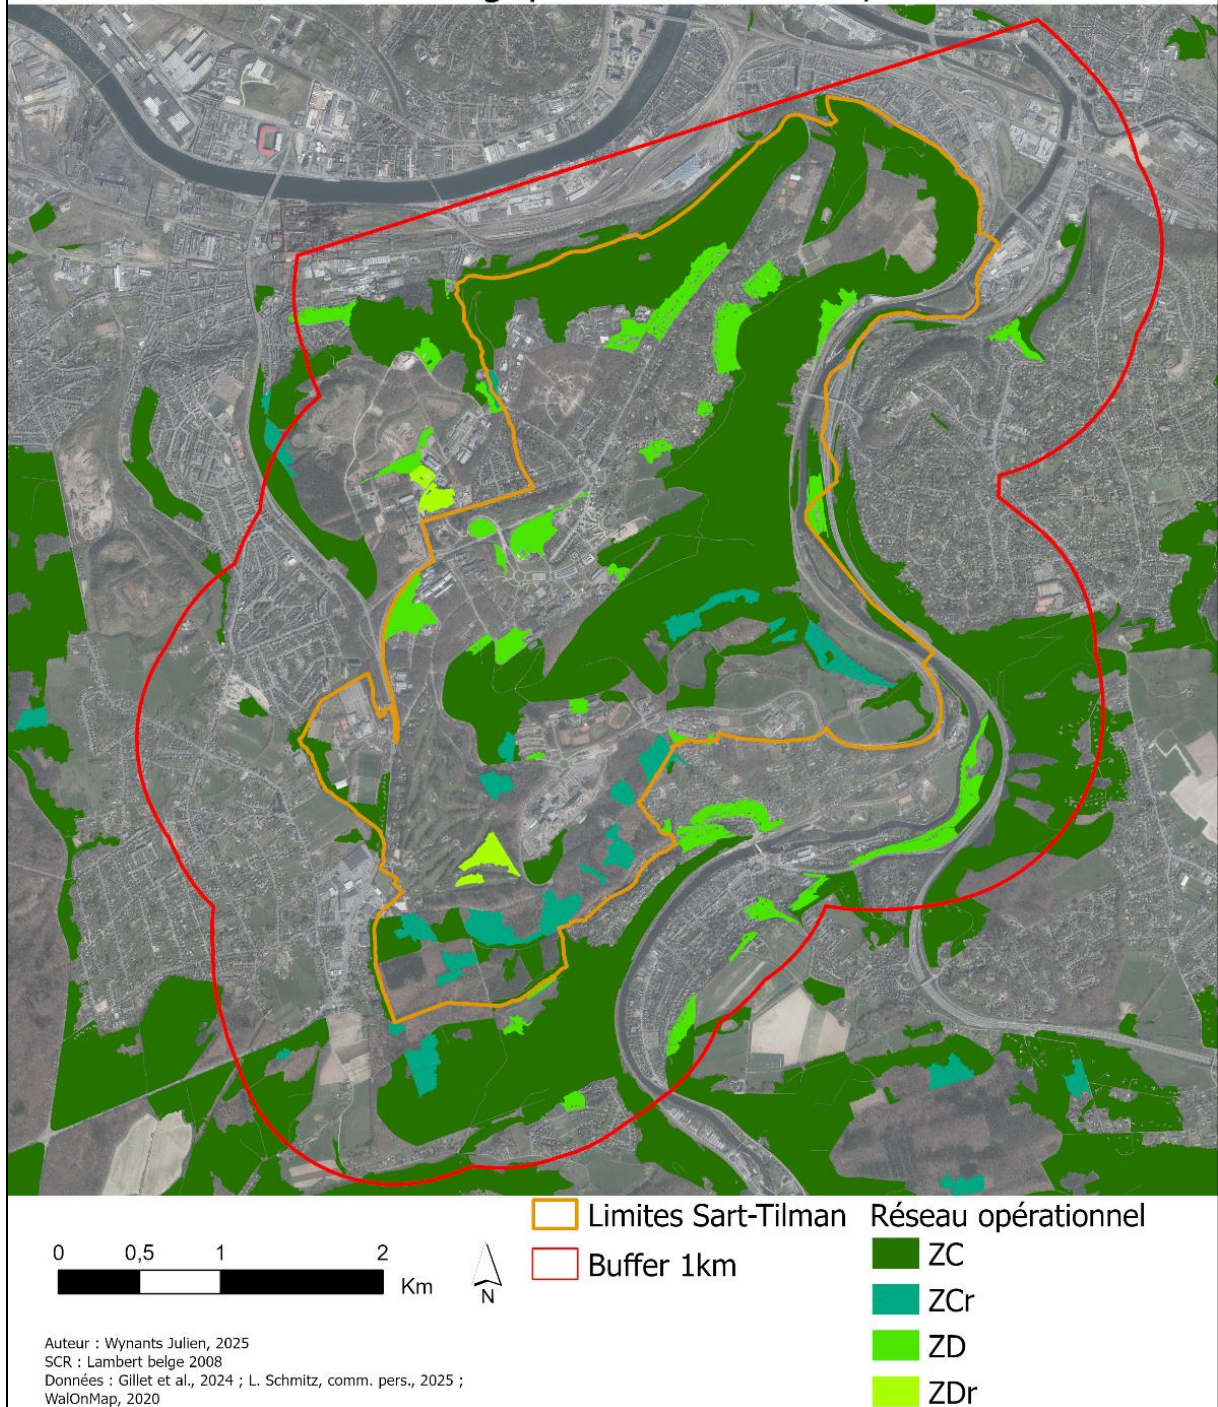 Limites Sart-Tilman
Buffer 1km
Réseau opérationnel
ZC
ZCr
ZD
ZDr
0 0,5 1 2
Km
N
Auteur : Wynants Julien, 2025
SCR : Lambert belge 2008
Données : Gillet et al., 2024 ; L. Schmitz, comm. pers., 2025 ;
WalOnMap, 2020